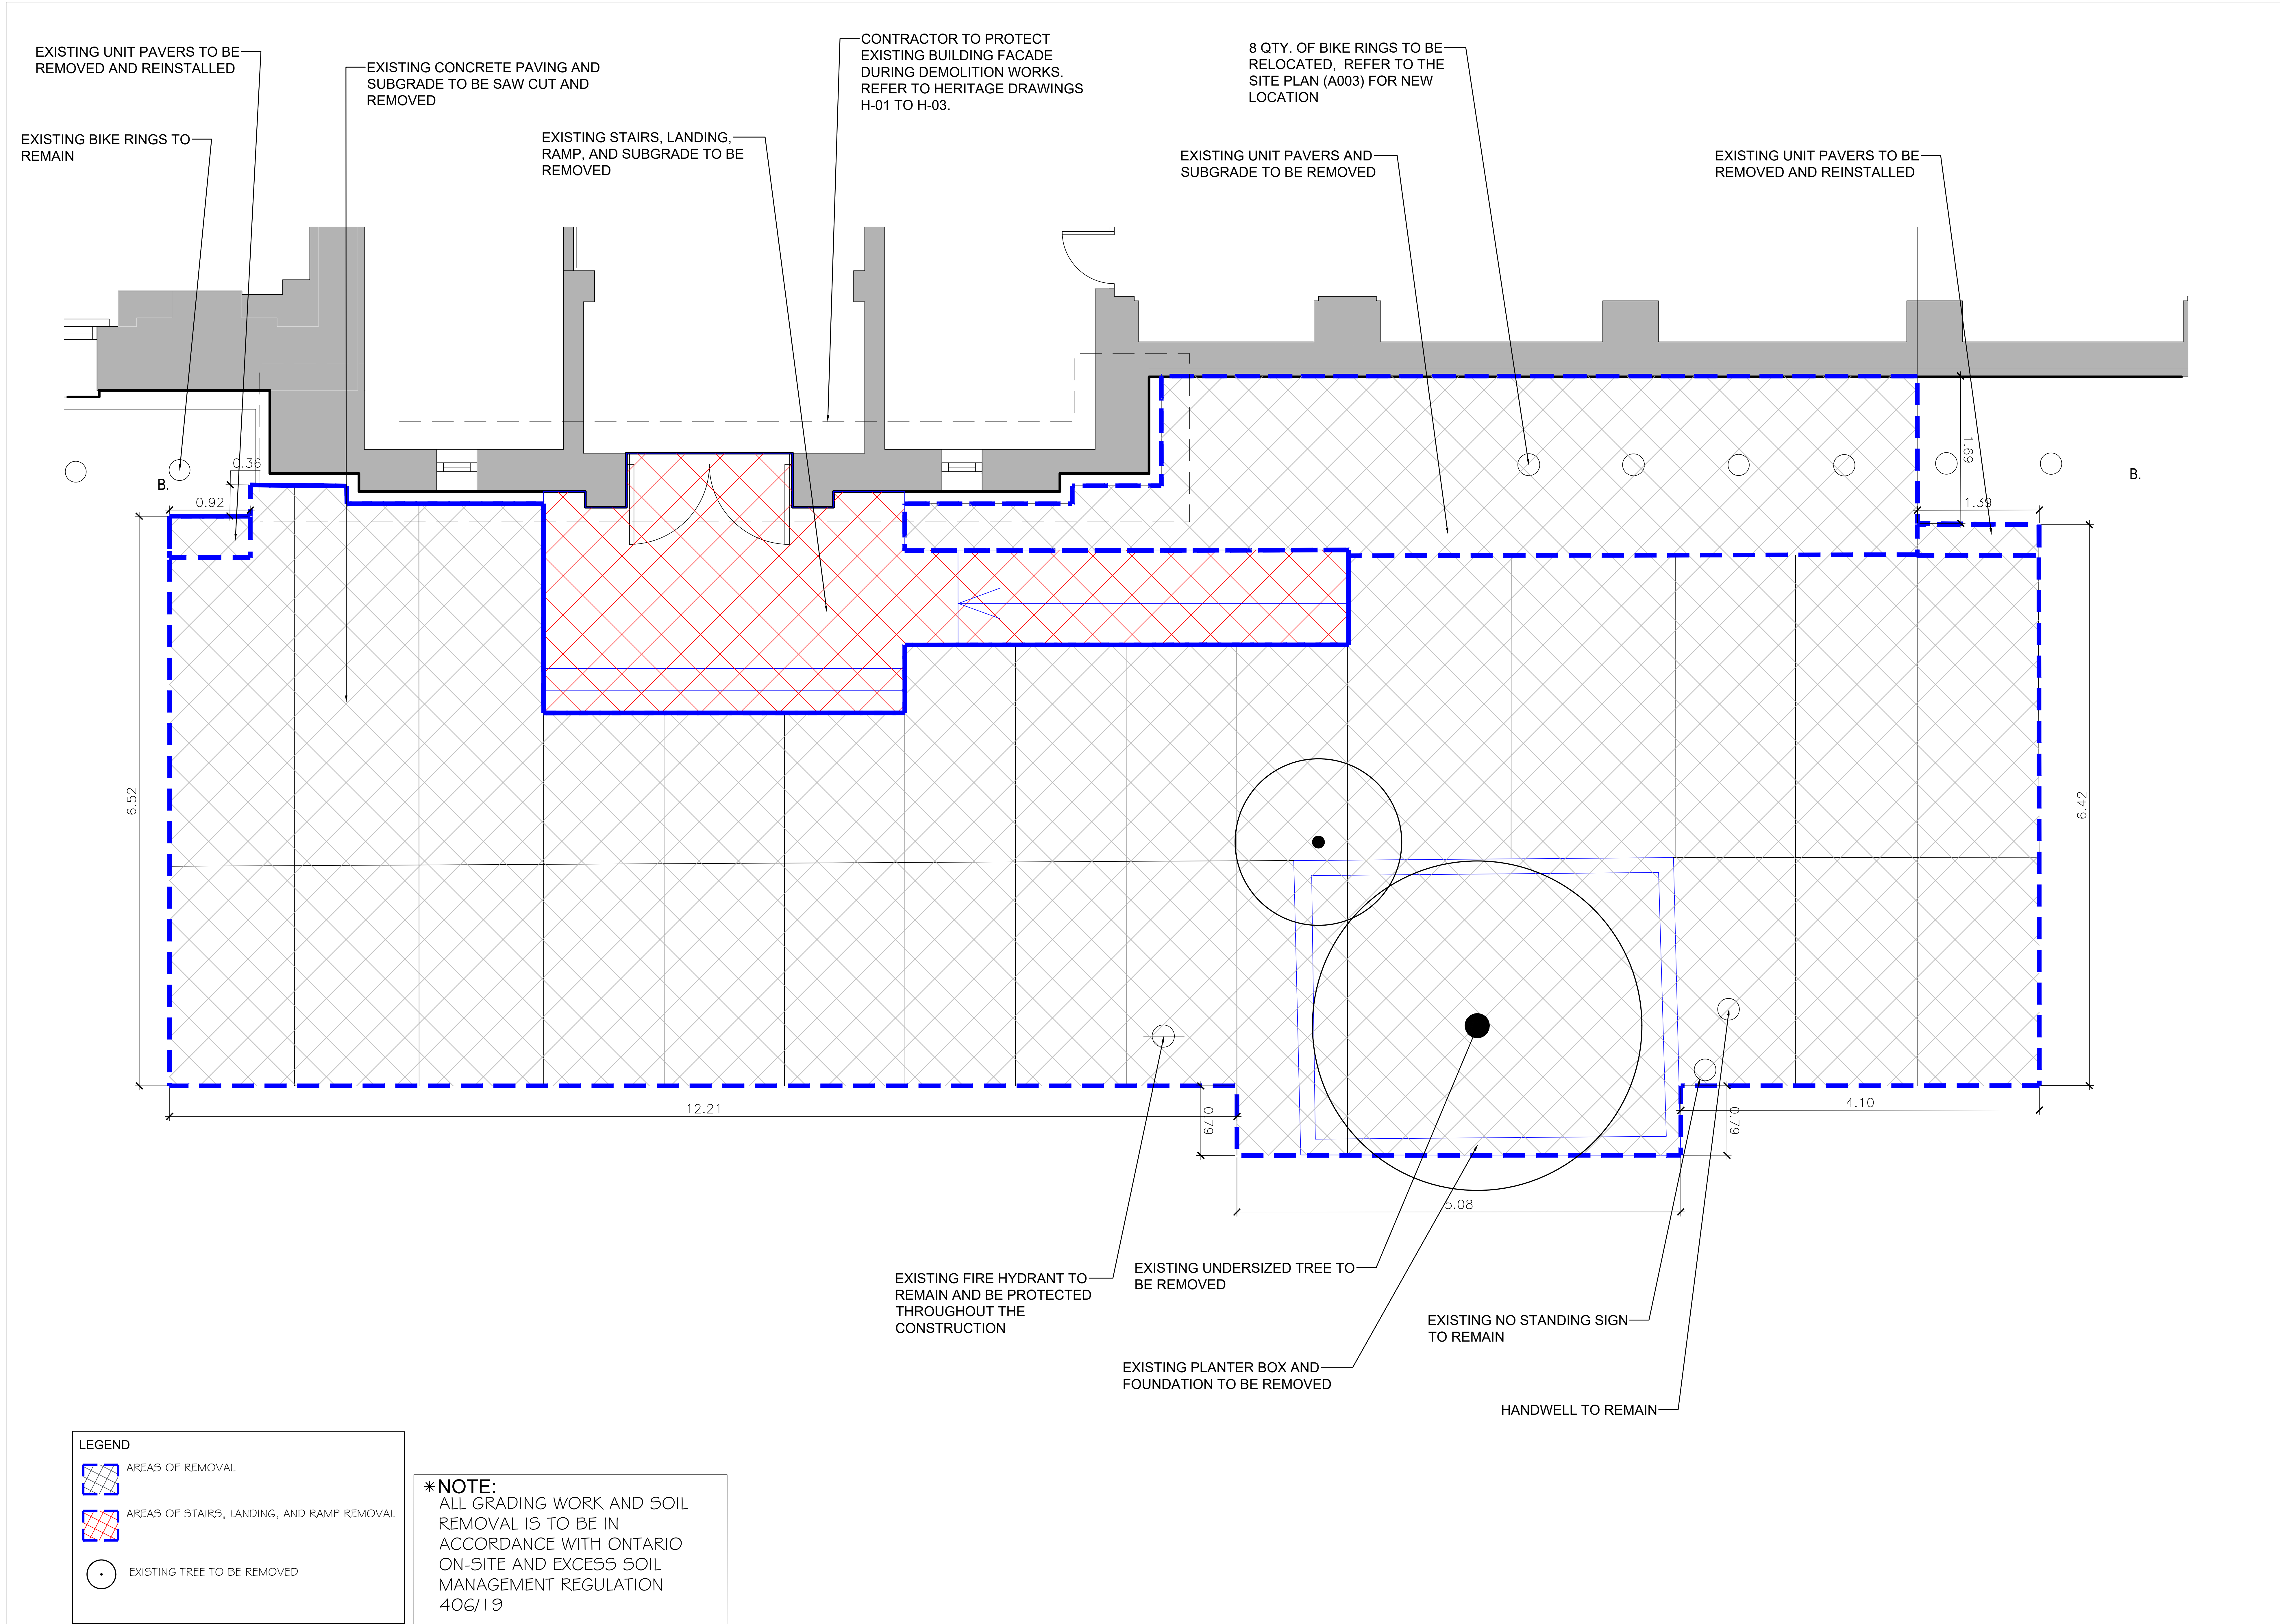 EXISTING UNIT PAVERS TO BE
REMOVED AND REINSTALLED
EXISTING CONCRETE PAVING AND
SUBGRADE TO BE SAW CUT AND
REMOVED
CONTRACTOR TO PROTECT
EXISTING BUILDING FACADE
DURING DEMOLITION WORKS.
REFER TO HERITAGE DRAWINGS
H-01 TO H-03.
8 QTY. OF BIKE RINGS TO BE
RELOCATED, REFER TO THE
SITE PLAN (A003) FOR NEW
LOCATION
EXISTING BIKE RINGS TO
REMAIN
EXISTING STAIRS, LANDING,
RAMP, AND SUBGRADE TO BE
REMOVED
EXISTING UNIT PAVERS AND
SUBGRADE TO BE REMOVED
EXISTING UNIT PAVERS TO BE
REMOVED AND REINSTALLED
0.36
B.
0.92
1.69
B.
1.39
6.52
6.42
12.21
0.79
0.79
4.10
5.08
EXISTING FIRE HYDRANT TO
REMAIN AND BE PROTECTED
THROUGHOUT THE
CONSTRUCTION
EXISTING UNDERSIZED TREE TO
BE REMOVED
EXISTING NO STANDING SIGN
TO REMAIN
EXISTING PLANTER BOX AND
FOUNDATION TO BE REMOVED
HANDWELL TO REMAIN
LEGEND
AREAS OF REMOVAL
AREAS OF STAIRS, LANDING, AND RAMP REMOVAL
EXISTING TREE TO BE REMOVED
*NOTE:
ALL GRADING WORK AND SOIL
REMOVAL IS TO BE IN
ACCORDANCE WITH ONTARIO
ON-SITE AND EXCESS SOIL
MANAGEMENT REGULATION
406/19